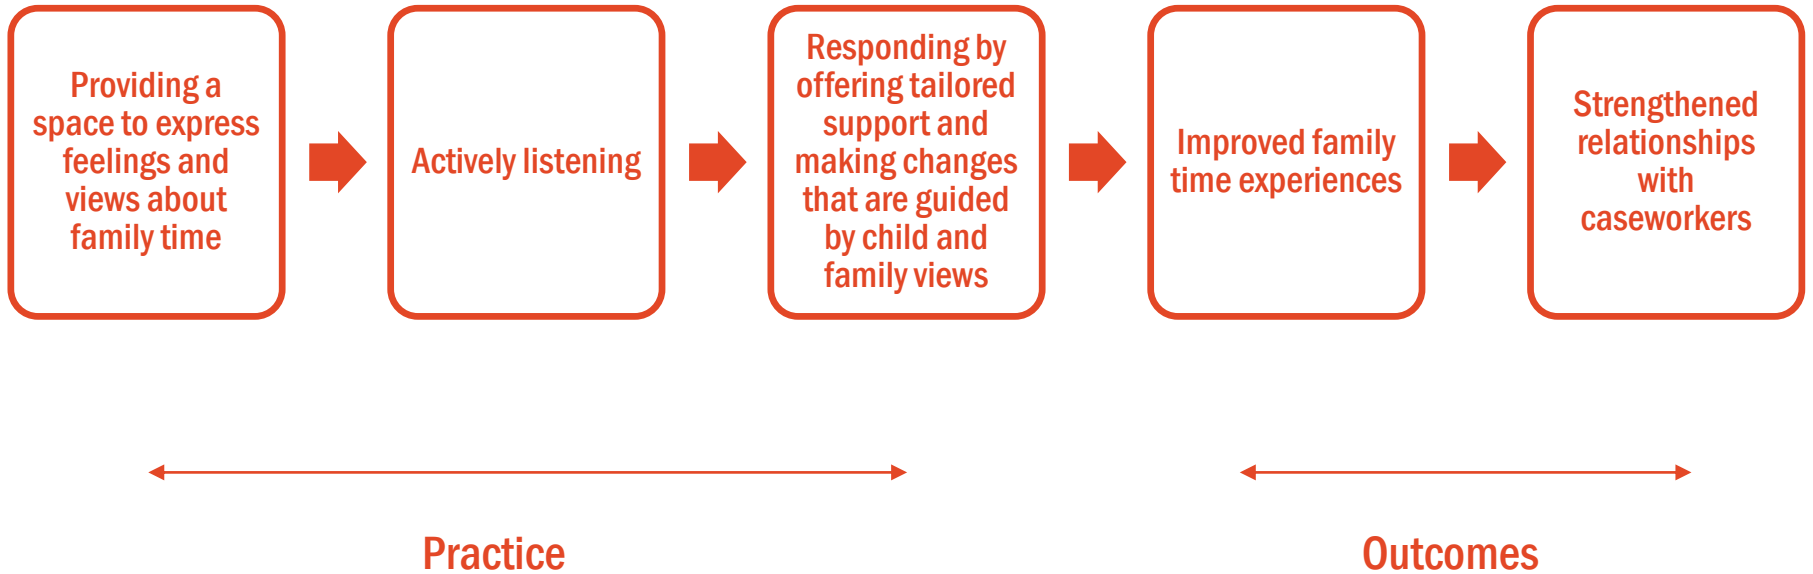 Providing a
space to express
feelings and
views about
family time
Actively listening
Responding by
offering tailored
support and
making changes
that are guided
by child and
family views
Improved family
time experiences
Strengthened
relationships
with
caseworkers
Practice
Outcomes